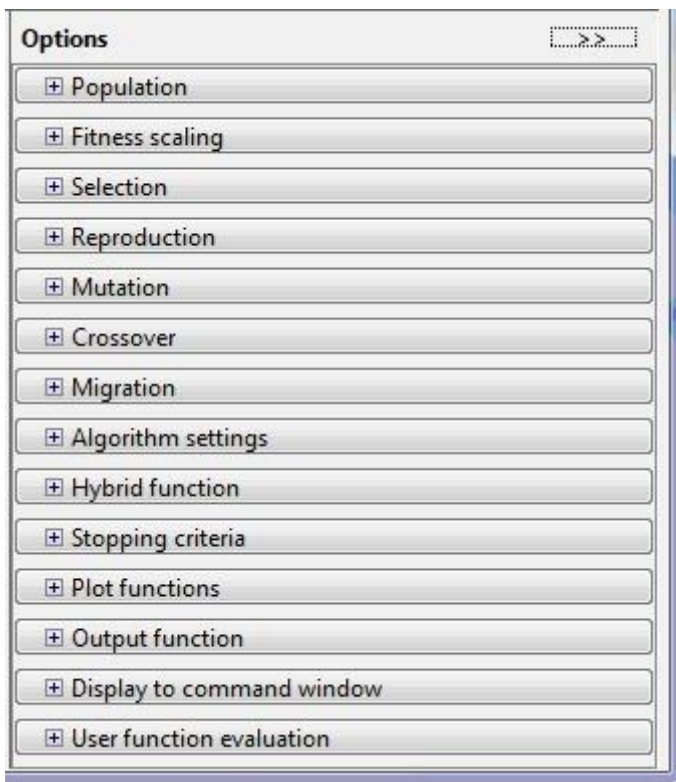 Options >>
Population
Fitness scaling
Selection
Reproduction
Mutation
Crossover
Migration
Algorithm settings
Hybrid function
Stopping criteria
Plot functions
Output function
Display to command window
User function evaluation